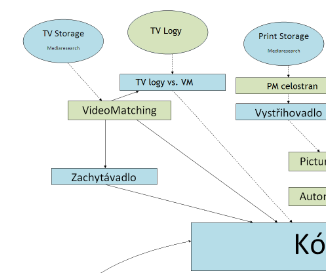 TV Storage
Mediaresearch
TV Logy
Print Storage
Mediaresearch
TV logy vs. VM
PM celostran
VideoMatching
Vystřihovadlo
Pictur
Zachytávadlo
Autor
Kó